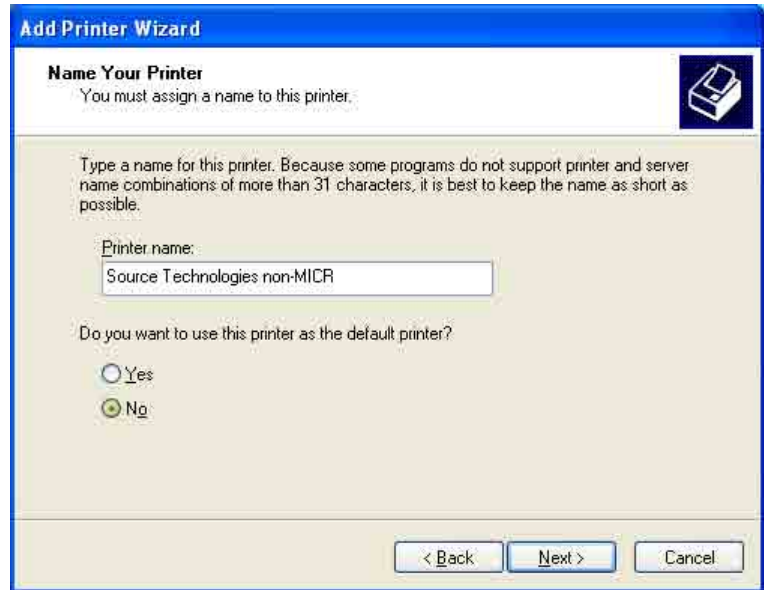 Add Printer Wizard
Name Your Printer
You must assign a name to this printer.
Type a name for this printer. Because some programs do not support printer and server
name combinations of more than 31 characters, it is best to keep the name as short as
possible.
Printer name:
Source Technologies non-MICR
Do you want to use this printer as the default printer?
Yes
No
< Back Next > Cancel